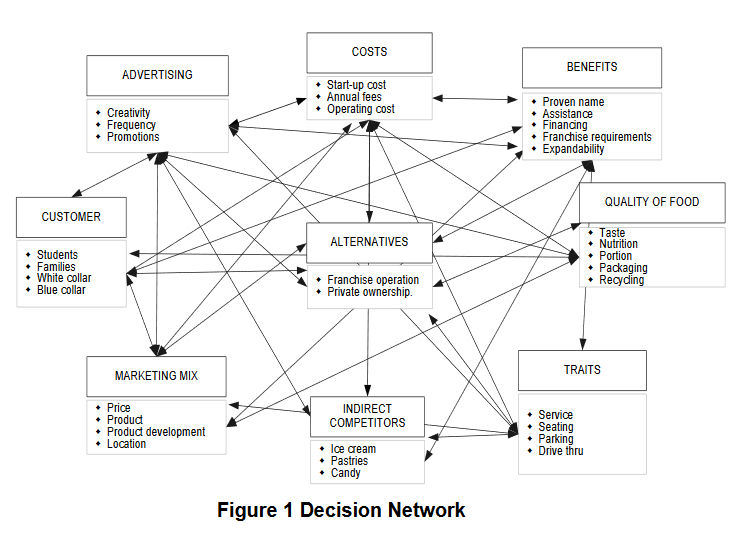 COSTS
Start-up cost
Annual fees
Operating cost
ADVERTISING
Creativity
Frequency
Promotions
BENEFITS
Proven name
Assistance
Financing
Franchise requirements
Expandability
CUSTOMER
Students
Families
White collar
Blue collar
ALTERNATIVES
Franchise operation
Private ownership.
QUALITY OF FOOD
Taste
Nutrition
Portion
Packaging
Recycling
MARKETING MIX
Price
Product
Product development
Location
INDIRECT
COMPETITORS
Ice cream
Pastries
Candy
TRAITS
Service
Seating
Parking
Drive thru
Figure 1 Decision Network